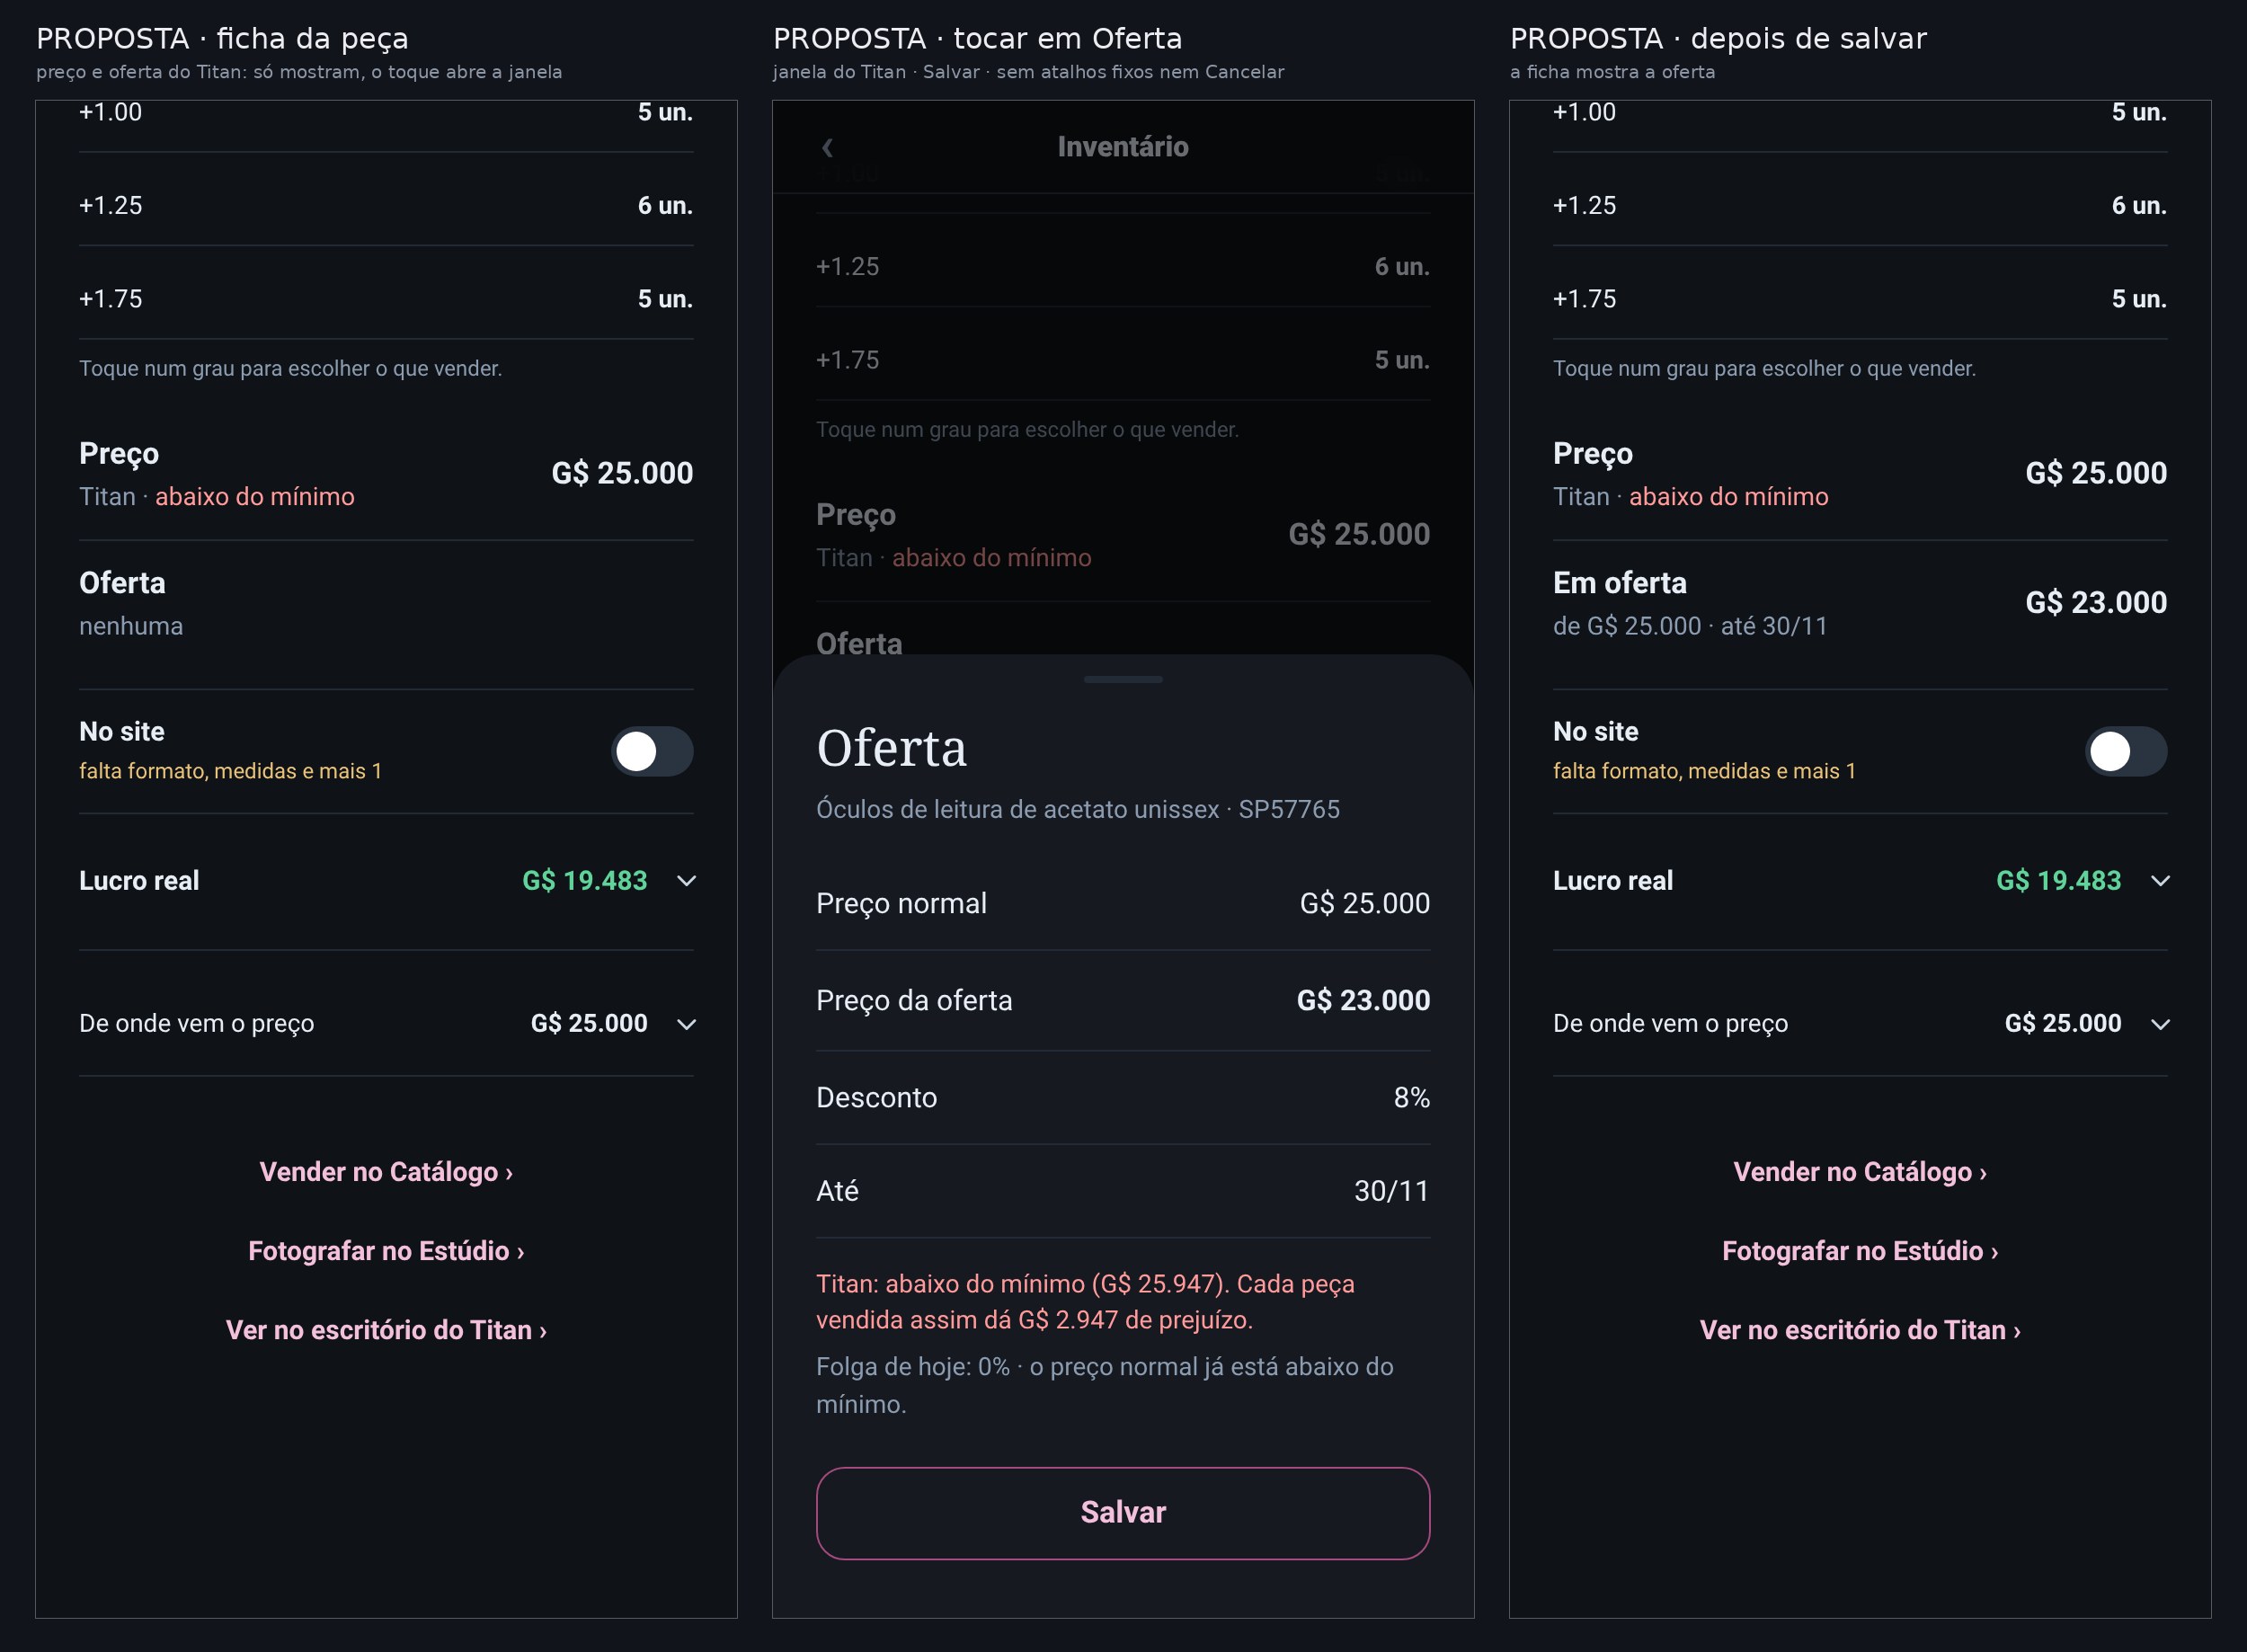 PROPOSTA · ficha da peça
preço e oferta do Titan: só mostram, o toque abre a janela
+1.00 5 un.
+1.25 6 un.
+1.75 5 un.
Toque num grau para escolher o que vender.
Preço
G$ 25.000
Titan · abaixo do mínimo
Oferta
nenhuma
No site
falta formato, medidas e mais 1
Lucro real G$ 19.483
De onde vem o preço G$ 25.000
Vender no Catálogo ›
Fotografar no Estúdio ›
Ver no escritório do Titan ›
PROPOSTA · tocar em Oferta
janela do Titan · Salvar · sem atalhos fixos nem Cancelar
‹ Inventário
+1.00 5 un.
+1.25 6 un.
+1.75 5 un.
Toque num grau para escolher o que vender.
Preço
G$ 25.000
Titan · abaixo do mínimo
Oferta
Oferta
Óculos de leitura de acetato unissex · SP57765
Preço normal G$ 25.000
Preço da oferta G$ 23.000
Desconto 8%
Até 30/11
Titan: abaixo do mínimo (G$ 25.947). Cada peça
vendida assim dá G$ 2.947 de prejuízo.
Folga de hoje: 0% · o preço normal já está abaixo do
mínimo.
Salvar
PROPOSTA · depois de salvar
a ficha mostra a oferta
+1.00 5 un.
+1.25 6 un.
+1.75 5 un.
Toque num grau para escolher o que vender.
Preço
G$ 25.000
Titan · abaixo do mínimo
Em oferta
G$ 23.000
de G$ 25.000 · até 30/11
No site
falta formato, medidas e mais 1
Lucro real G$ 19.483
De onde vem o preço G$ 25.000
Vender no Catálogo ›
Fotografar no Estúdio ›
Ver no escritório do Titan ›